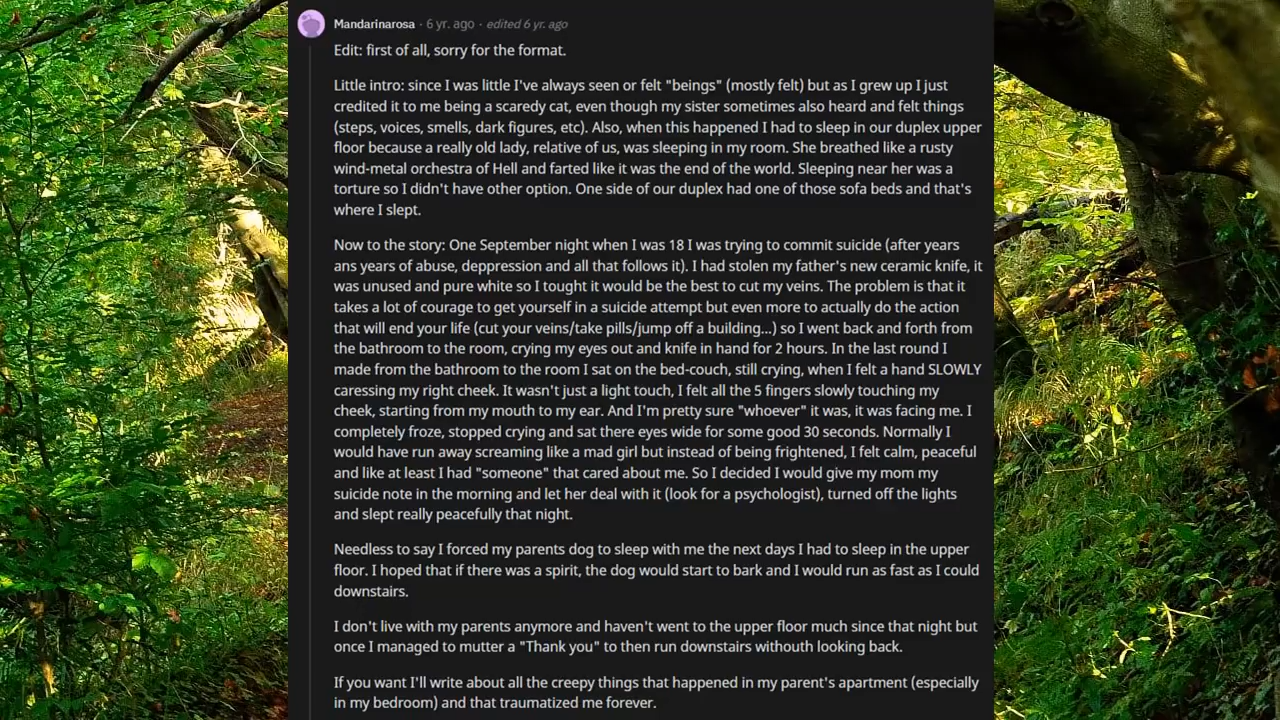 Mandarinarosa · 6 yr. ago · edited 6 yr. ago
Edit: first of all, sorry for the format.
Little intro: since I was little I've always seen or felt "beings" (mostly felt) but as I grew up I just
credited it to me being a scaredy cat, even though my sister sometimes also heard and felt things
(steps, voices, smells, dark figures, etc). Also, when this happened I had to sleep in our duplex upper
floor because a really old lady, relative of us, was sleeping in my room. She breathed like a rusty
wind-metal orchestra of Hell and farted like it was the end of the world. Sleeping near her was a
torture so I didn't have other option. One side of our duplex had one of those sofa beds and that's
where I slept.
Now to the story: One September night when I was 18 I was trying to commit suicide (after years
ans years of abuse, deppression and all that follows it). I had stolen my father's new ceramic knife, it
was unused and pure white so I tought it would be the best to cut my veins. The problem is that it
takes a lot of courage to get yourself in a suicide attempt but even more to actually do the action
that will end your life (cut your veins/take pills/jump off a building...) so I went back and forth from
the bathroom to the room, crying my eyes out and knife in hand for 2 hours. In the last round I
made from the bathroom to the room I sat on the bed-couch, still crying, when I felt a hand SLOWLY
caressing my right cheek. It wasn't just a light touch, I felt all the 5 fingers slowly touching my
cheek, starting from my mouth to my ear. And I'm pretty sure "whoever" it was, it was facing me. I
completely froze, stopped crying and sat there eyes wide for some good 30 seconds. Normally I
would have run away screaming like a mad girl but instead of being frightened, I felt calm, peaceful
and like at least I had "someone" that cared about me. So I decided I would give my mom my
suicide note in the morning and let her deal with it (look for a psychologist), turned off the lights
and slept really peacefully that night.
Needless to say I forced my parents dog to sleep with me the next days I had to sleep in the upper
floor. I hoped that if there was a spirit, the dog would start to bark and I would run as fast as I could
downstairs.
I don't live with my parents anymore and haven't went to the upper floor much since that night but
once I managed to mutter a "Thank you" to then run downstairs withouth looking back.
If you want I'll write about all the creepy things that happened in my parent's apartment (especially
in my bedroom) and that traumatized me forever.